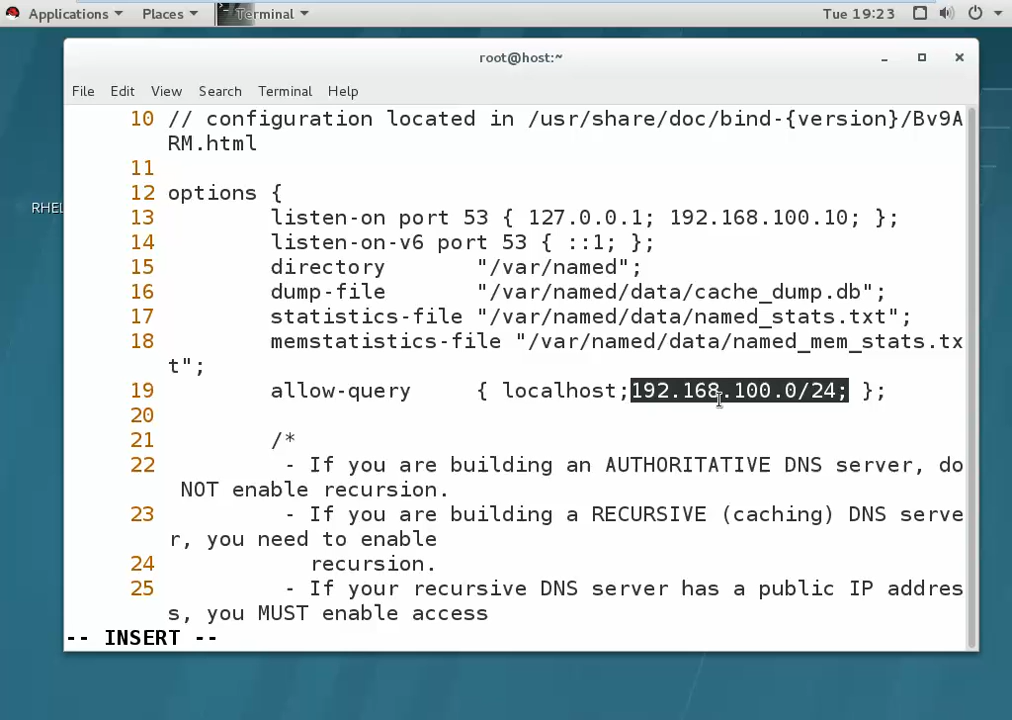 Applications Places Terminal Tue 19:23
root@host:~
File Edit View Search Terminal Help
10 // configuration located in /usr/share/doc/bind-{version}/Bv9A
RM.html
11
12 options {
13 listen-on port 53 { 127.0.0.1; 192.168.100.10; };
14 listen-on-v6 port 53 { ::1; };
15 directory "/var/named";
16 dump-file "/var/named/data/cache_dump.db";
17 statistics-file "/var/named/data/named_stats.txt";
18 memstatistics-file "/var/named/data/named_mem_stats.tx
t";
19 allow-query { localhost;192.168.100.0/24; };
20
21 /*
22 - If you are building an AUTHORITATIVE DNS server, do
NOT enable recursion.
23 - If you are building a RECURSIVE (caching) DNS serve
r, you need to enable
24 recursion.
25 - If your recursive DNS server has a public IP addres
s, you MUST enable access
-- INSERT --